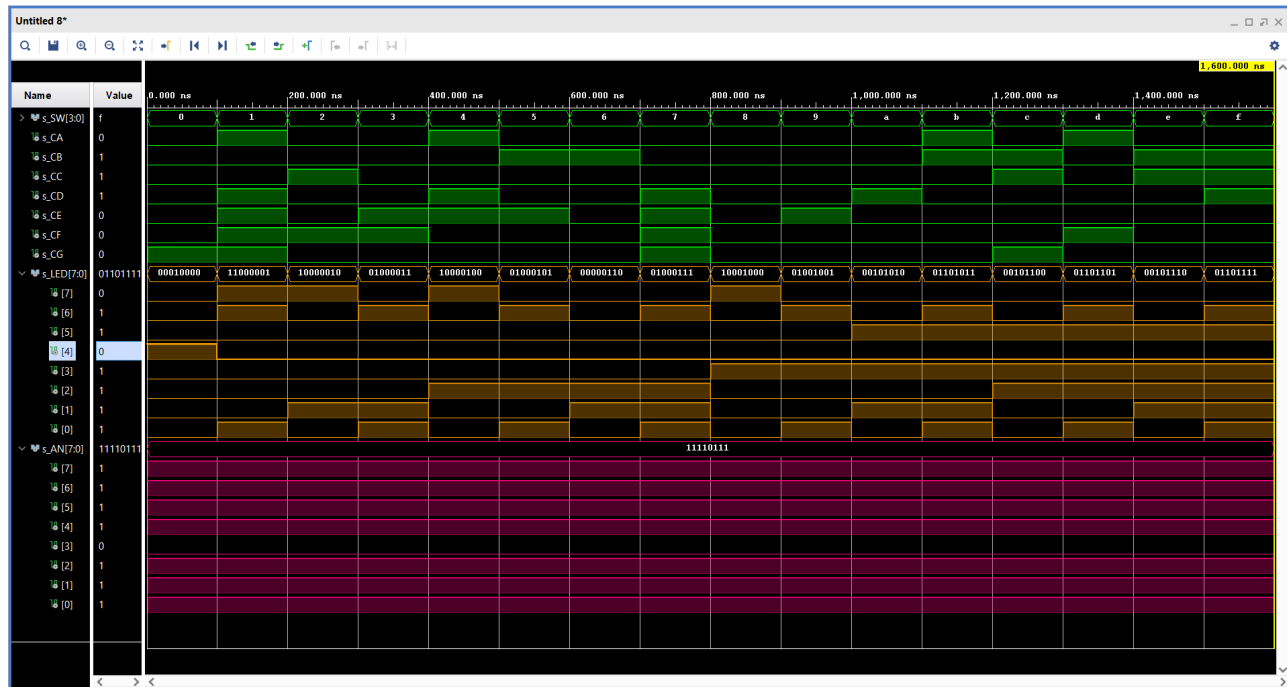 Untitled 8*
1,600.000 ns
Name Value 0.000 ns 200.000 ns 400.000 ns 600.000 ns 800.000 ns 1,000.000 ns 1,200.000 ns 1,400.000 ns
s_SW[3:0] f 0 1 2 3 4 5 6 7 8 9 a b c d e f
s_CA 0
s_CB 1
s_CC 1
s_CD 1
s_CE 0
s_CF 0
s_CG 0
s_LED[7:0] 01101111 00010000 11000001 10000010 01000011 10000100 01000101 00000110 01000111 10001000 01001001 00101010 01101011 00101100 01101101 00101110 01101111
[7] 0
[6] 1
[5] 1
[4] 0
[3] 1
[2] 1
[1] 1
[0] 1
s_AN[7:0] 11110111 11110111
[7] 1
[6] 1
[5] 1
[4] 1
[3] 0
[2] 1
[1] 1
[0] 1